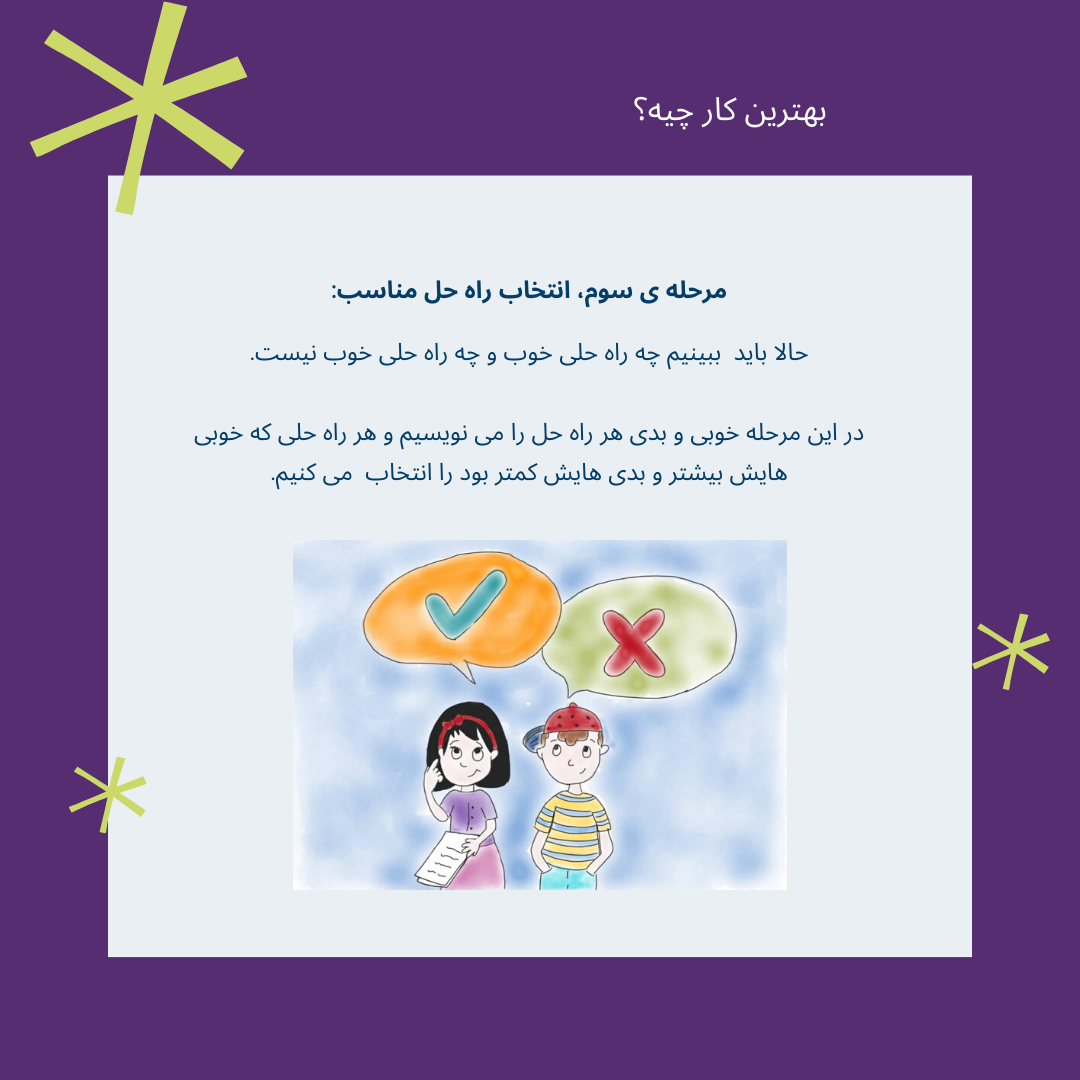 بهترین کار چیه؟
مرحله ی سوم، انتخاب راه حل مناسب:
حالا باید  ببینیم چه راه حلی خوب و چه راه حلی خوب نیست.
در این مرحله خوبی و بدی هر راه حل را می نویسیم و هر راه حلی که خوبی
هایش بیشتر و بدی هایش کمتر بود را انتخاب  می کنیم.